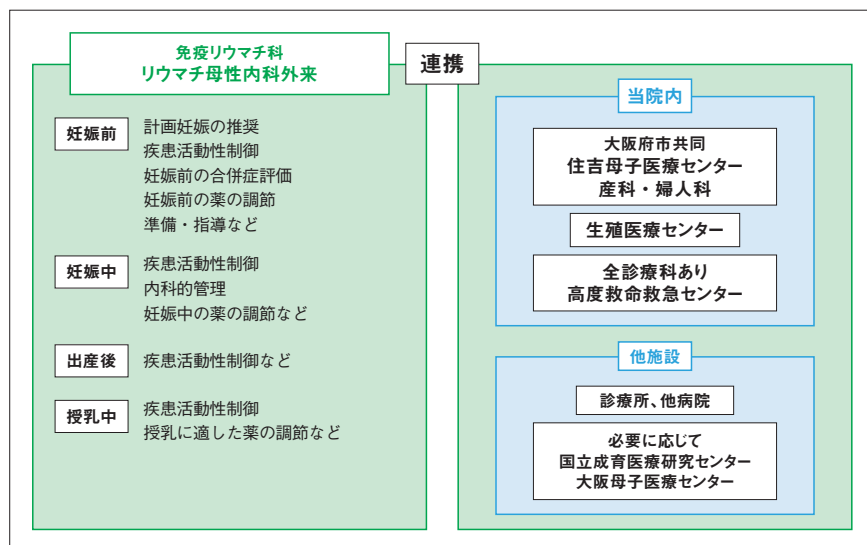 免疫リウマチ科
リウマチ母性内科外来
連携
妊娠前
計画妊娠の推奨
疾患活動性制御
妊娠前の合併症評価
妊娠前の薬の調節
準備・指導など
妊娠中
疾患活動性制御
内科的管理
妊娠中の薬の調節など
出産後
疾患活動性制御など
授乳中
疾患活動性制御
授乳に適した薬の調節など
当院内
大阪府市共同
住吉母子医療センター
産科・婦人科
生殖医療センター
全診療科あり
高度救命救急センター
他施設
診療所、他病院
必要に応じて
国立成育医療研究センター
大阪母子医療センター